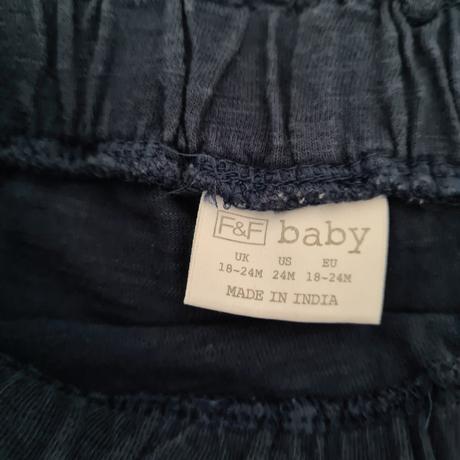 F&F baby
UK US EU
18-24M 24M 18-24M
MADE IN INDIA